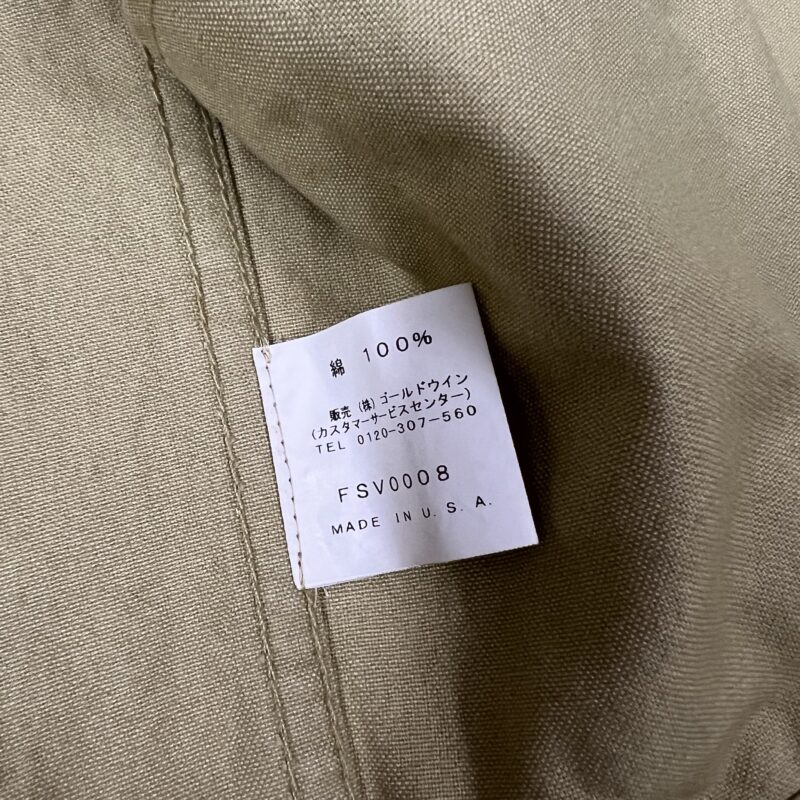 綿 100%
販売 (株)ゴールドウイン
(カスタマーサービスセンター)
TEL 0120-307-560
FSV0008
MADE IN U.S.A.